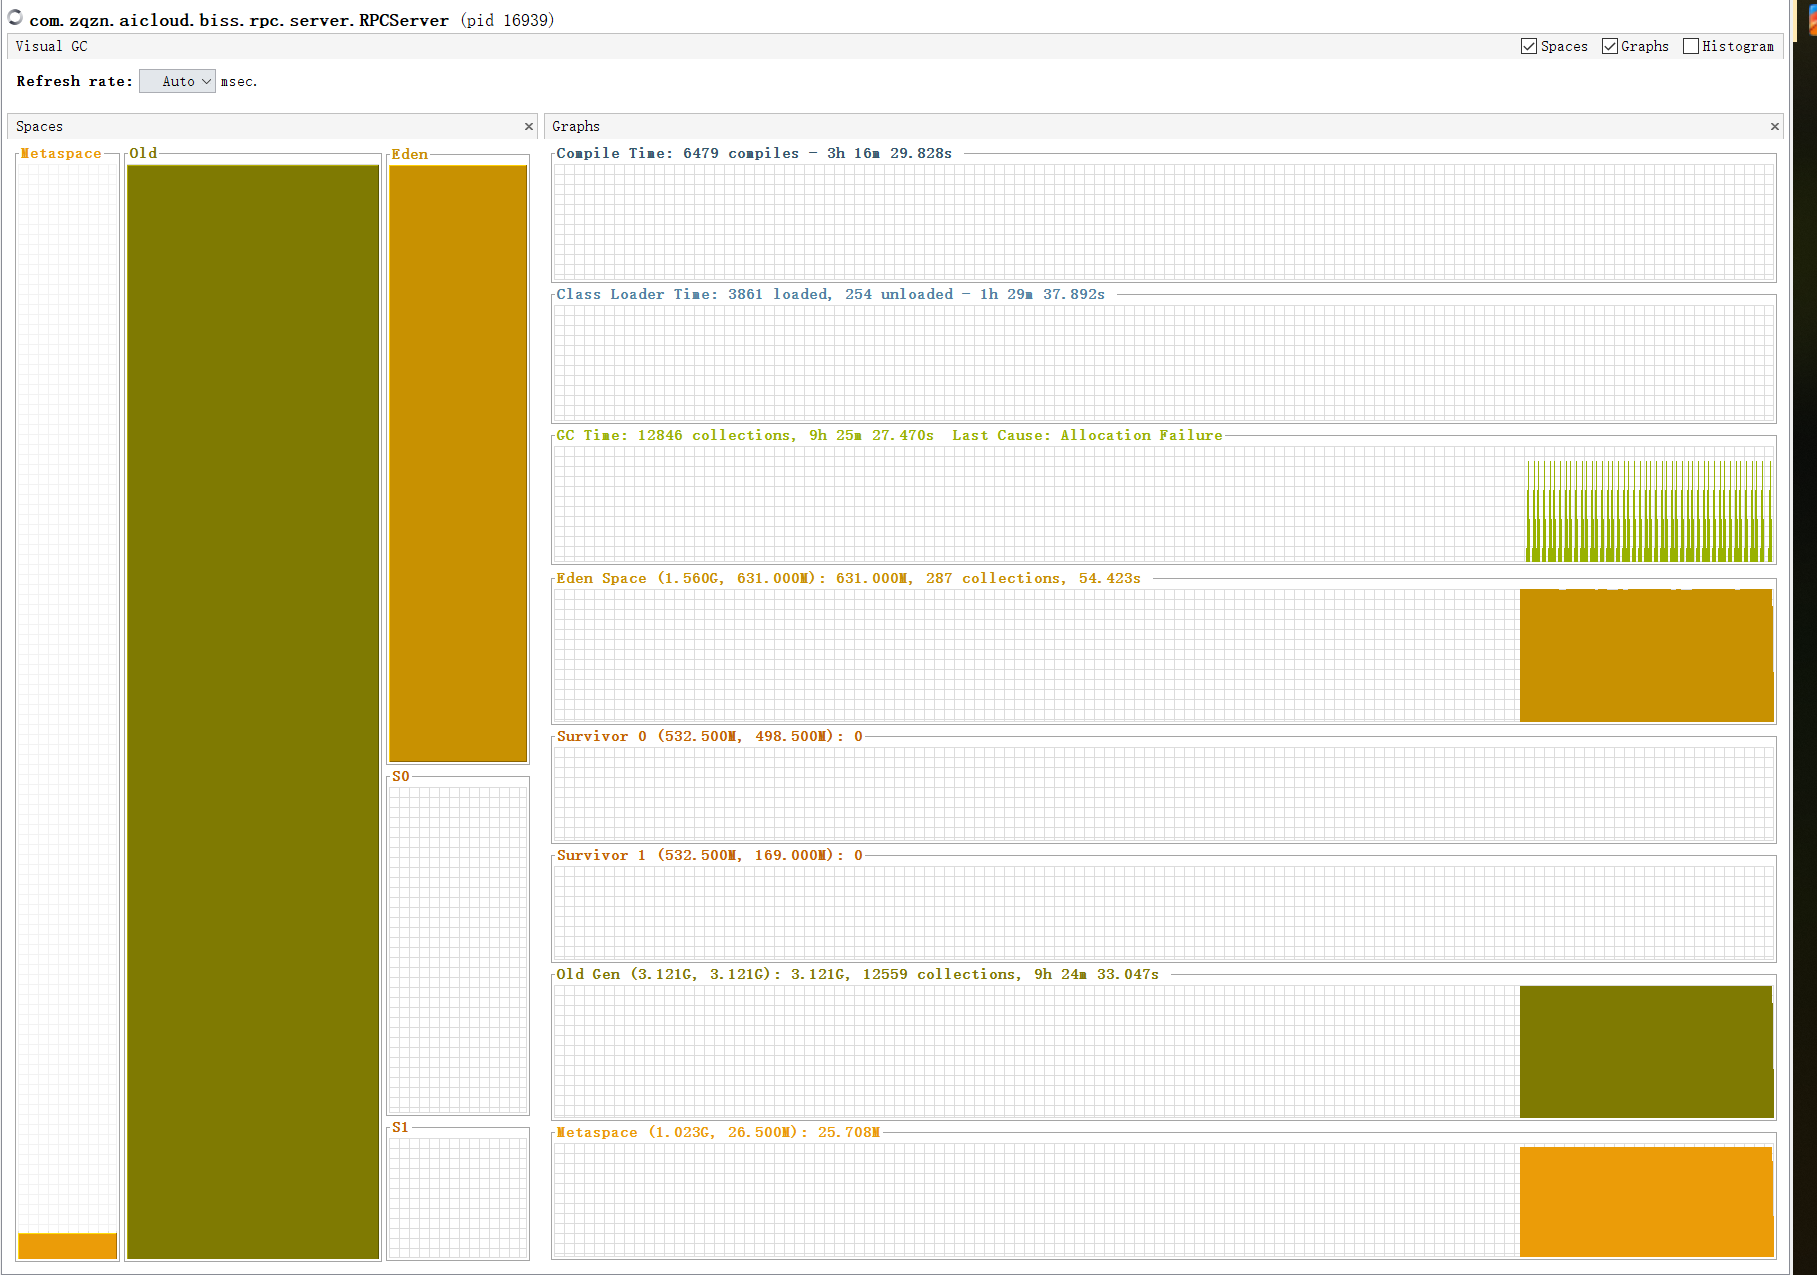 com.zqzn.aicloud.biss.rpc.server.RPCServer (pid 16939)
Visual GC
Spaces Graphs Histogram
Refresh rate: Auto msec.
Spaces
Graphs
Metaspace
Old
Eden
S0
S1
Compile Time: 6479 compiles - 3h 16m 29.828s
Class Loader Time: 3861 loaded, 254 unloaded - 1h 29m 37.892s
GC Time: 12846 collections, 9h 25m 27.470s Last Cause: Allocation Failure
Eden Space (1.560G, 631.000M): 631.000M, 287 collections, 54.423s
Survivor 0 (532.500M, 498.500M): 0
Survivor 1 (532.500M, 169.000M): 0
Old Gen (3.121G, 3.121G): 3.121G, 12559 collections, 9h 24m 33.047s
Metaspace (1.023G, 26.500M): 25.708M